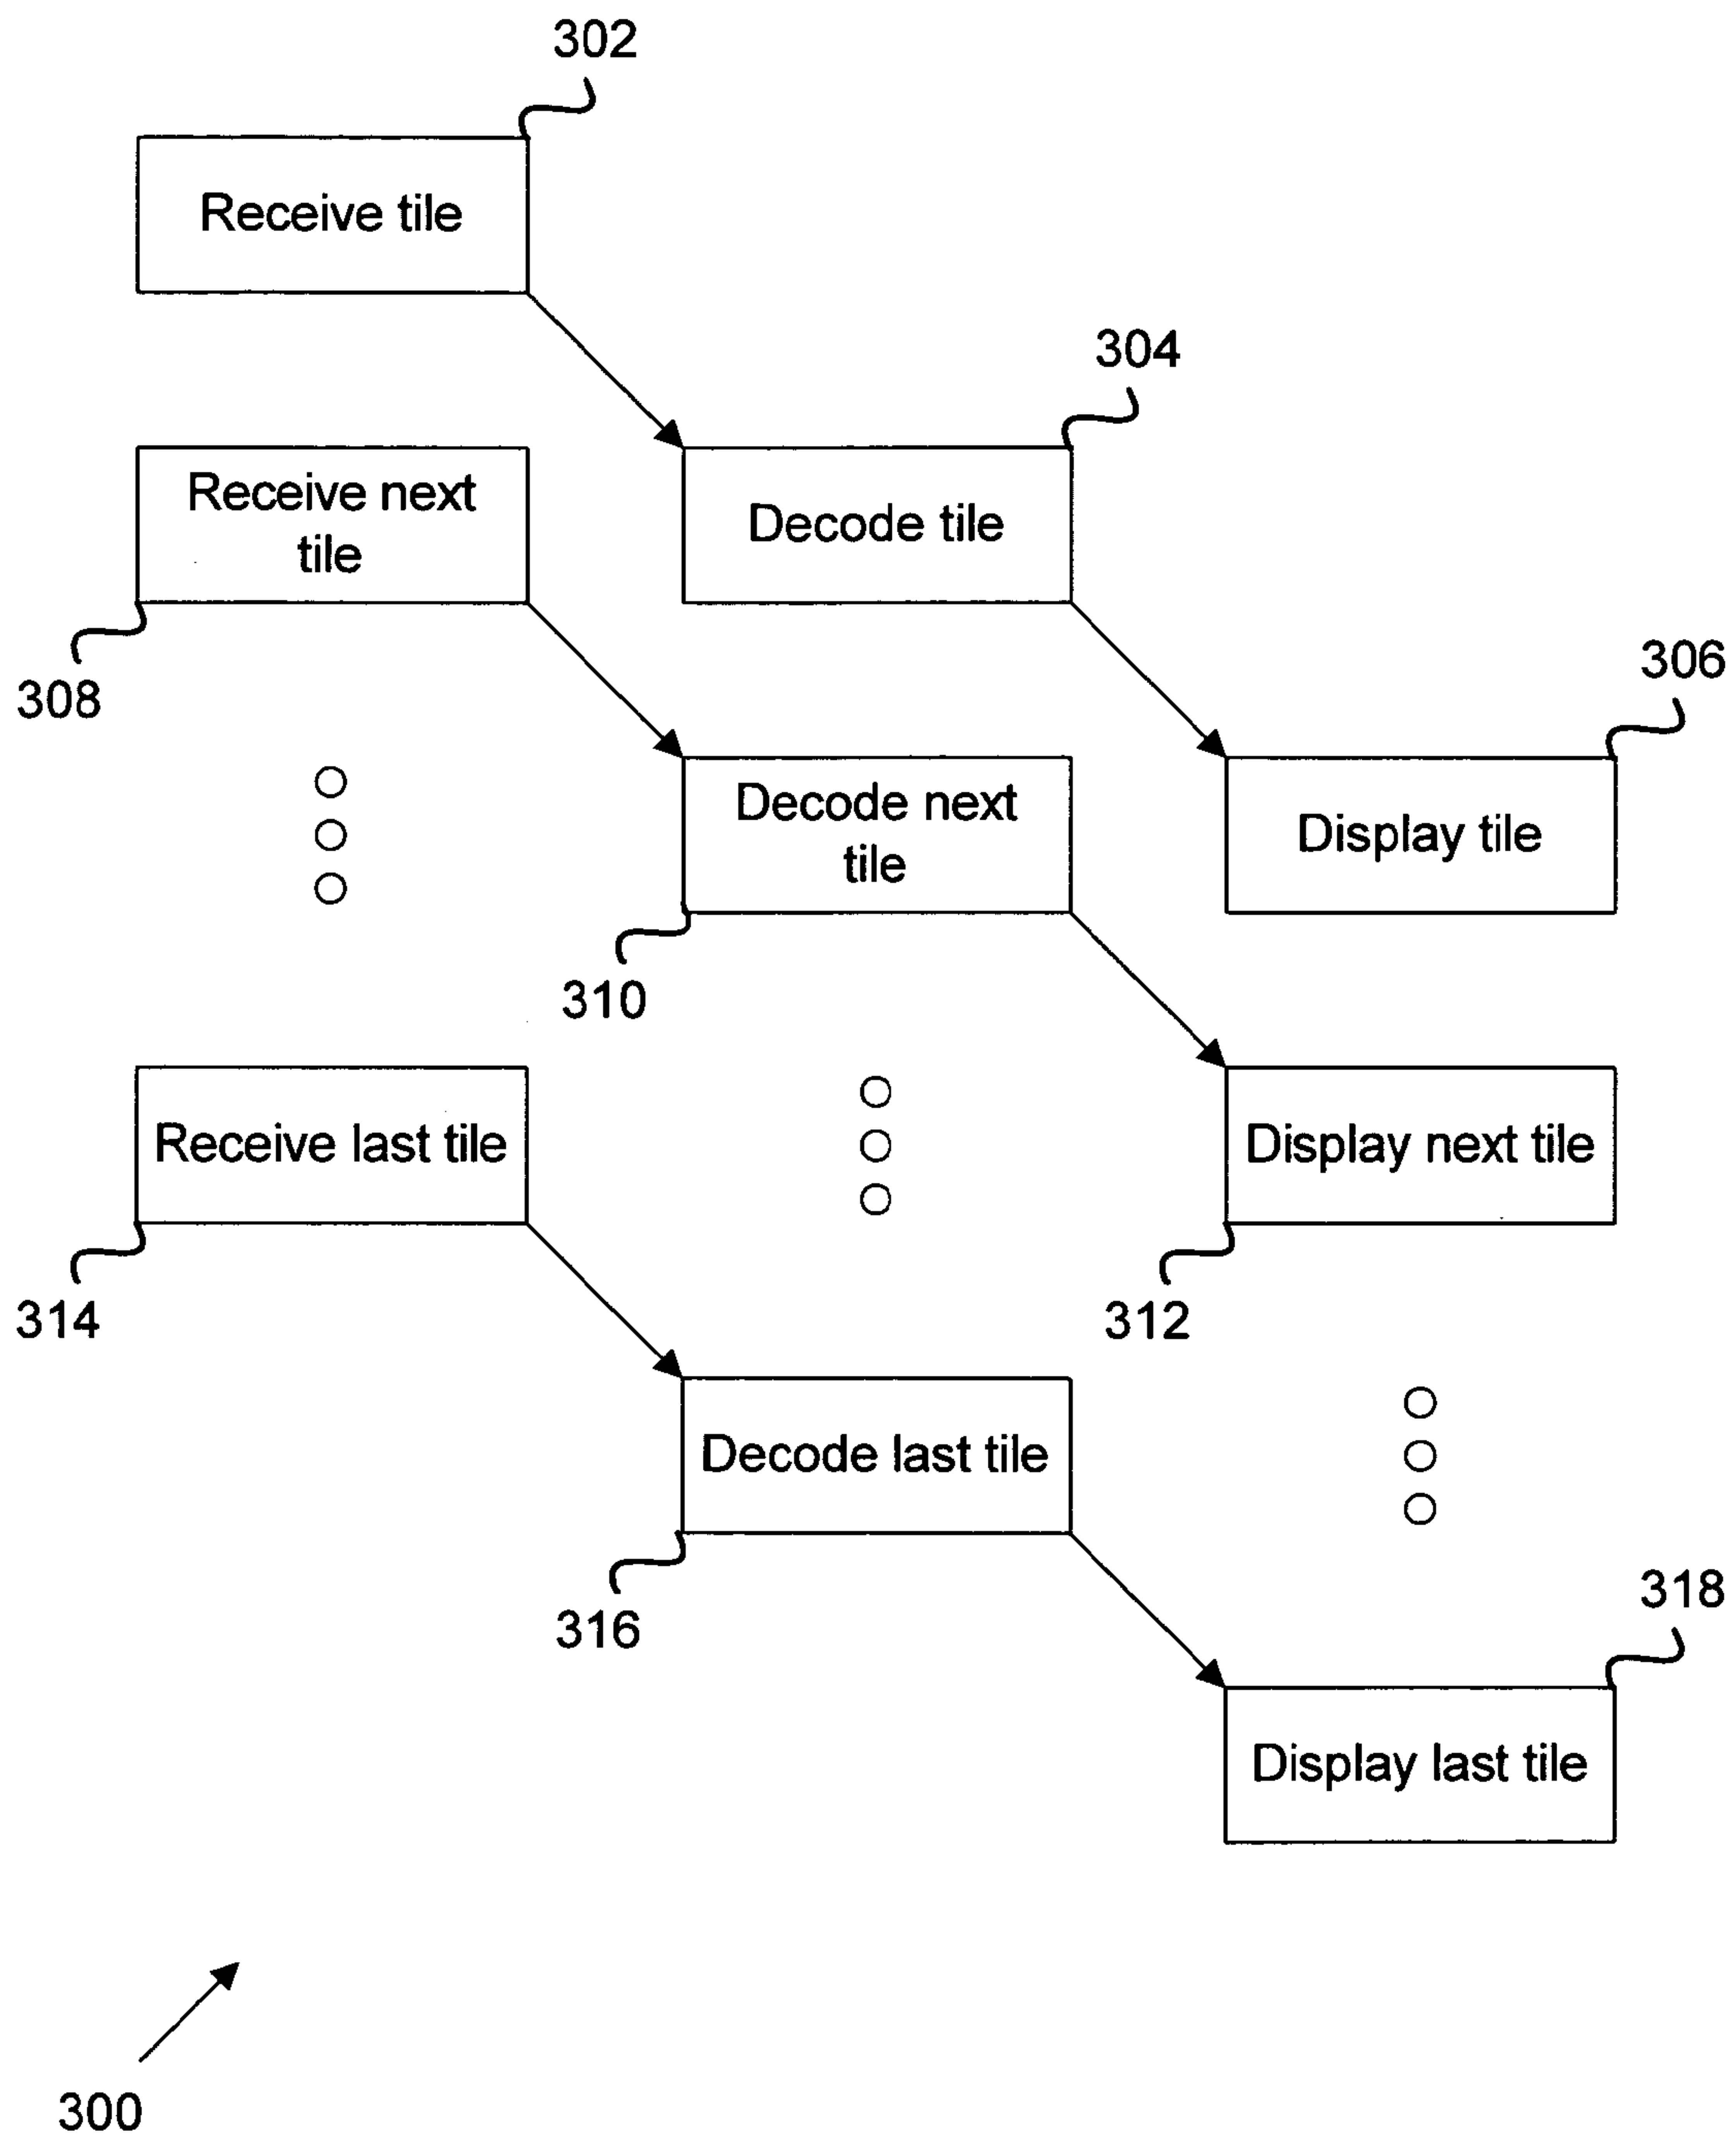 302
Receive tile
304
Receive next
tile
Decode tile
308
306
Decode next
tile
Display tile
310
Receive last tile
Display next tile
314
312
Decode last tile
316
318
Display last tile
300